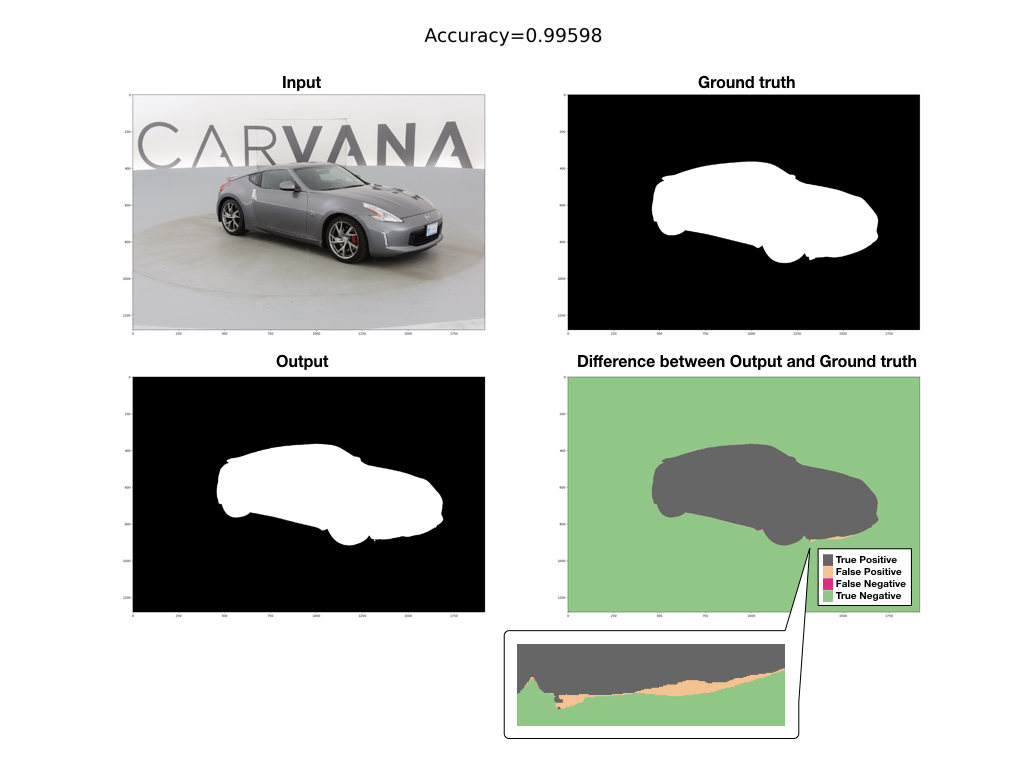 Accuracy=0.99598
Input
Ground truth
CARVANA
Output
Difference between Output and Ground truth
True Positive
False Positive
False Negative
True Negative